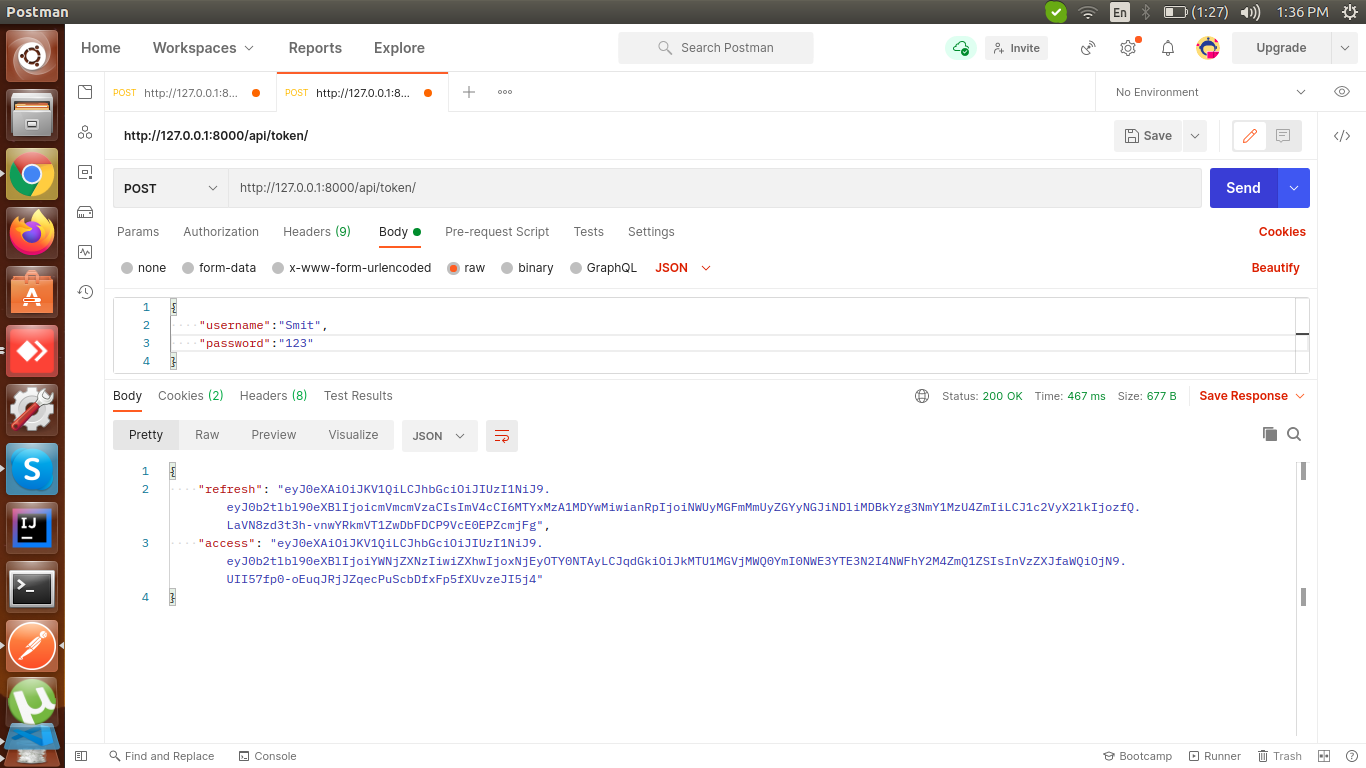 Postman
En
(1:27)
1:36 PM
Home
Workspaces
Reports
Explore
Search Postman
Invite
Upgrade
POST http://127.0.0.1:8...
POST http://127.0.0.1:8...
No Environment
http://127.0.0.1:8000/api/token/
Save
POST
http://127.0.0.1:8000/api/token/
Send
Params
Authorization
Headers (9)
Body
Pre-request Script
Tests
Settings
Cookies
none
form-data
x-www-form-urlencoded
raw
binary
GraphQL
JSON
Beautify
1 {
2 "username":"Smit",
3 "password":"123"
4 }
Body
Cookies (2)
Headers (8)
Test Results
Status: 200 OK
Time: 467 ms
Size: 677 B
Save Response
Pretty
Raw
Preview
Visualize
JSON
1 {
2 "refresh": "eyJ0eXAiOiJKV1QiLCJhbGciOiJIUzI1NiJ9.
eyJ0b2tlbl90eXBlIjoicmVmcmVzaCIsImV4cCI6MTYxMzA1MDYwMiwianRpIjoiNWUyMGFmMmUyZGYyNGJiNDliMDBkYzg3NmY1MzU4ZmIiLCJ1c2VyX2lkIjozfQ.
LaVN8zd3t3h-vnwYRkmVT1ZwDbFDCP9VcE0EPZcmjFg",
3 "access": "eyJ0eXAiOiJKV1QiLCJhbGciOiJIUzI1NiJ9.
eyJ0b2tlbl90eXBlIjoiYWNjZXNzIiwiZXhwIjoxNjEyOTY0NTAyLCJqdGkiOiJkMTU1MGVjMWQ0YmI0NWE3YTE3N2I4NWFhY2M4ZmQ1ZSIsInVzZXJfaWQiOjN9.
UII57fp0-oEuqJRjJZqecPuScbDfxFp5fXUvzeJI5j4"
4 }
Find and Replace
Console
Bootcamp
Runner
Trash